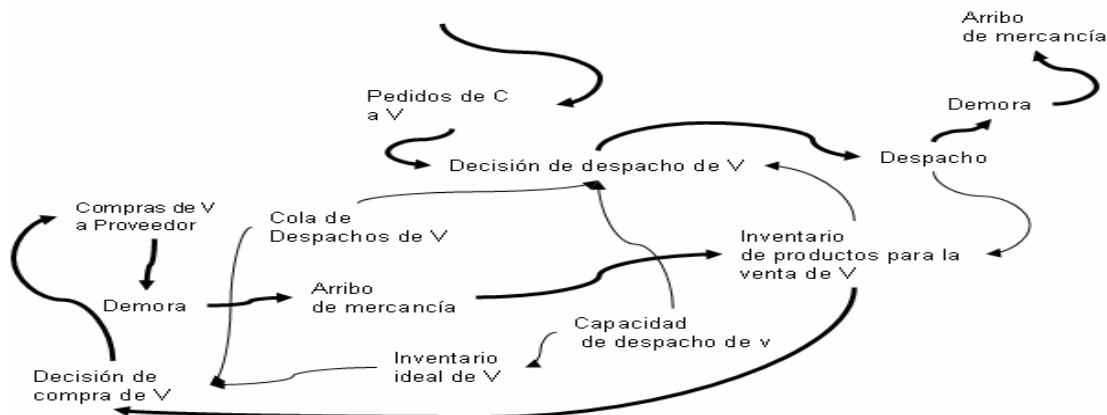 Arribo
de mercancía
Pedidos de C
a V
Demora
Decisión de despacho de V
Despacho
Compras de V
a Proveedor
Cola de
Despachos de V
Inventario
de productos para la
venta de V
Demora
Arribo
de mercancía
Capacidad
de despacho de v
Inventario
ideal de V
Decisión de
compra de V